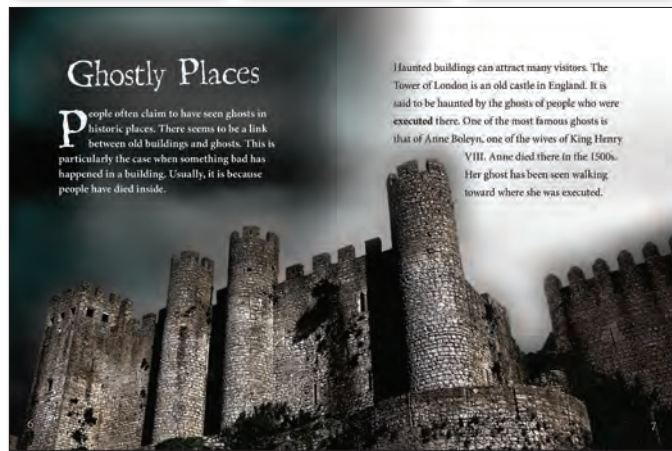 Ghostly Places
People often claim to have seen ghosts in
historic places. There seems to be a link
between old buildings and ghosts. This is
particularly the case when something bad has
happened in a building. Usually, it is because
people have died inside.
6
Haunted buildings can attract many visitors. The
Tower of London is an old castle in England. It is
said to be haunted by the ghosts of people who were
executed there. One of the most famous ghosts is
that of Anne Boleyn, one of the wives of King Henry
VIII. Anne died there in the 1500s.
Her ghost has been seen walking
toward where she was executed.
7